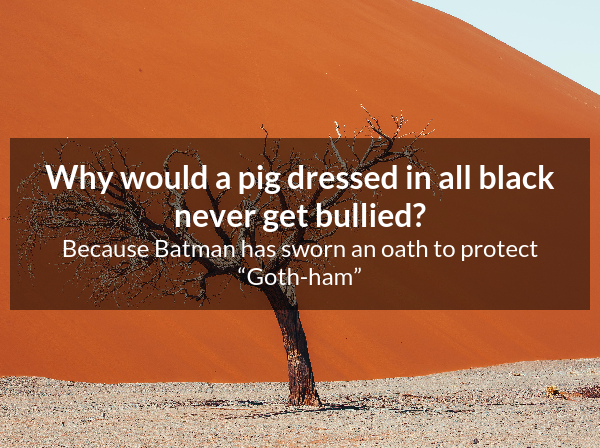 Why would a pig dressed in all black
never get bullied?
Because Batman has sworn an oath to protect
“Goth-ham”